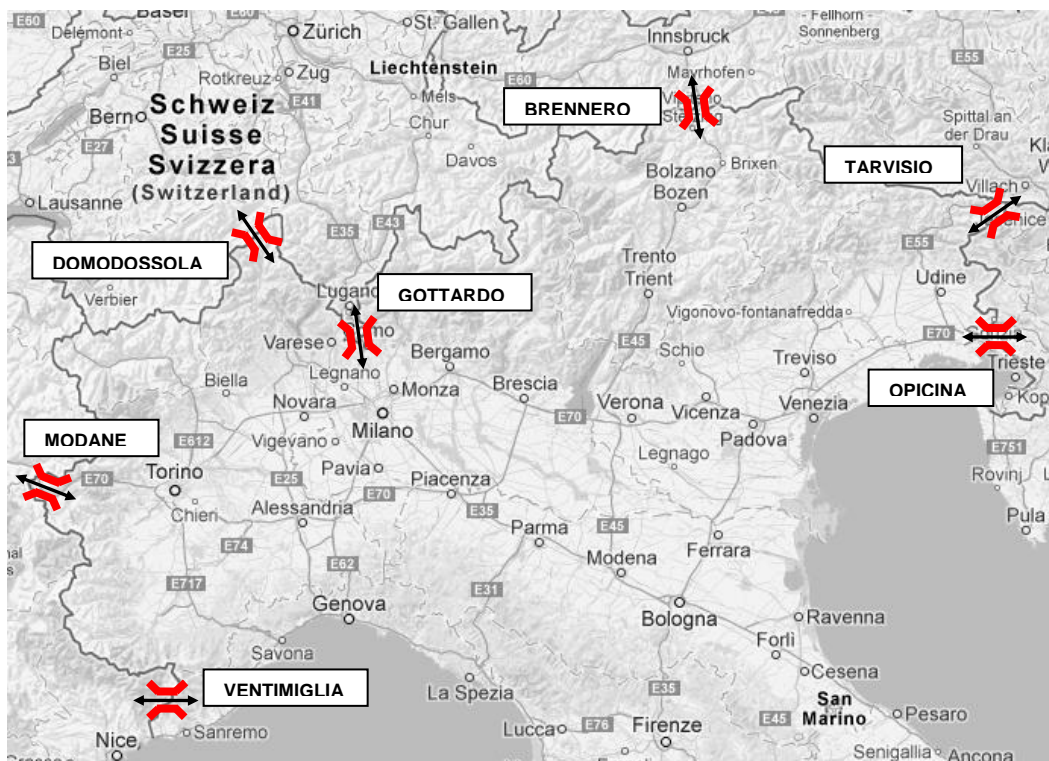 E60
Basel
Délémont
E25
Zürich
St. Gallen
E60
Innsbruck
Fellhorn -
Sonnenberg
E55
Biel
Rotkreuz
Zug
Liechtenstein
E60
Mayrhofen
Schweiz
Suisse
Svizzera
(Switzerland)
E41
Mels
BRENNERO
Spittal an
der Drau
Bern
Chur
E27
Davos
Brixen
Bolzano
Bozen
TARVISIO
Villach
Lausanne
E35
E43
E55
DOMODOSSOLA
Trento
Trient
Udine
Verbier
Lugano
GOTTARDO
Vigonovo-fontanafredda
E70
Varese
Bergamo
E45
Schio
Treviso
Trieste
Biella
Legnano
Monza
Brescia
OPICINA
Novara
E70
Verona
Vicenza
Venezia
Milano
Padova
MODANE
E612
Vigevano
E751
E70
Torino
Pavia
Piacenza
Legnago
Rovinj
E25
E70
Chieri
Alessandria
E35
E45
Pula
E74
Parma
Ferrara
Modena
E717
E62
E31
Genova
Bologna
Ravenna
Savona
Forlì
Cesena
VENTIMIGLIA
La Spezia
E35
San
Marino
Pesaro
Sanremo
Lucca
E76
Firenze
E45
Nice
Senigallia
Ancona